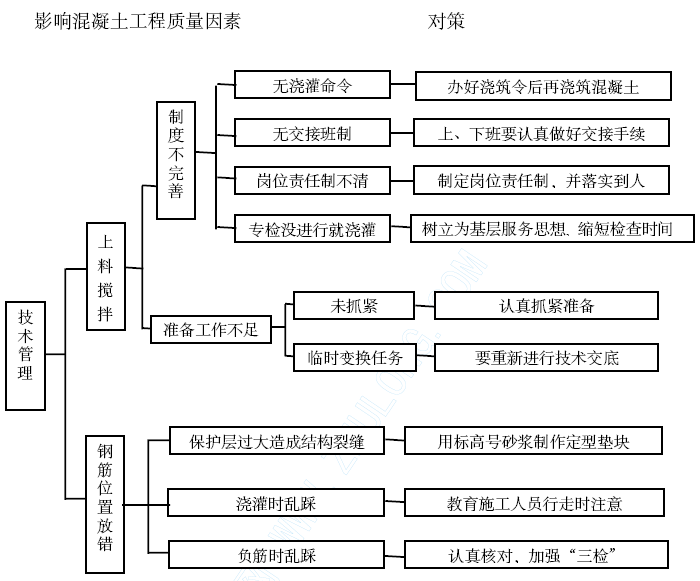 影响混凝土工程质量因素
对策
无浇灌命令
办好浇筑令后再浇筑混凝土
制度不完善
无交接班制
上、下班要认真做好交接手续
岗位责任制不清
制定岗位责任制、并落实到人
专检没进行就浇灌
树立为基层服务思想、缩短检查时间
上料搅拌
技术管理
准备工作不足
未抓紧
认真抓紧准备
临时变换任务
要重新进行技术交底
钢筋位置放错
保护层过大造成结构裂缝
用标高号砂浆制作定型垫块
浇灌时乱踩
教育施工人员行走时注意
负筋时乱踩
认真核对、加强“三检”